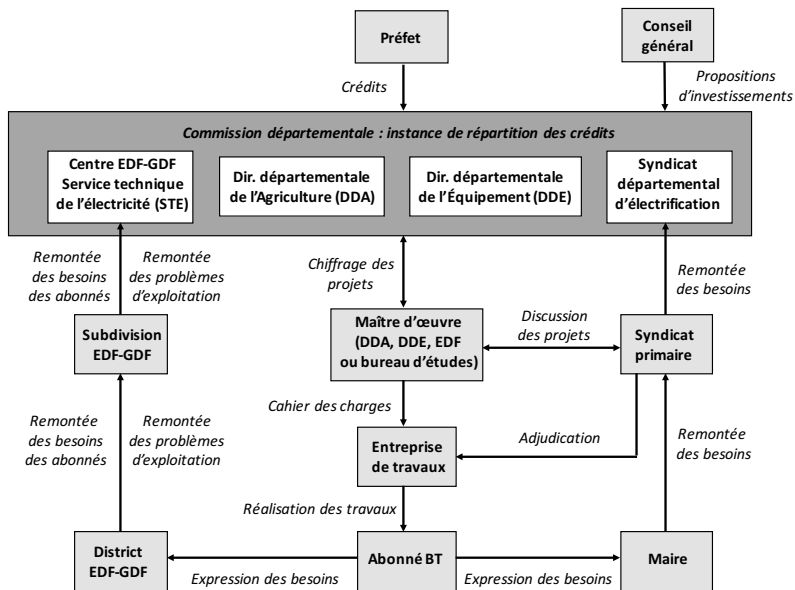 Préfet
Conseil
général
Crédits
Propositions
d'investissements
Commission départementale : instance de répartition des crédits
Centre EDF-GDF
Service technique
de l'électricité (STE)
Dir. départementale
de l'Agriculture (DDA)
Dir. départementale
de l'Équipement (DDE)
Syndicat
départemental
d'électrification
Remontée
des besoins
des abonnés
Remontée
des problèmes
d'exploitation
Chiffrage des
projets
Remontée
des besoins
Subdivision
EDF-GDF
Maître d'œuvre
(DDA, DDE, EDF
ou bureau d'études)
Discussion
des projets
Syndicat
primaire
Remontée
des besoins
des abonnés
Remontée
des problèmes
d'exploitation
Cahier des charges
Entreprise
de travaux
Adjudication
Remontée
des besoins
Réalisation des travaux
District
EDF-GDF
Expression des besoins
Abonné BT
Expression des besoins
Maire